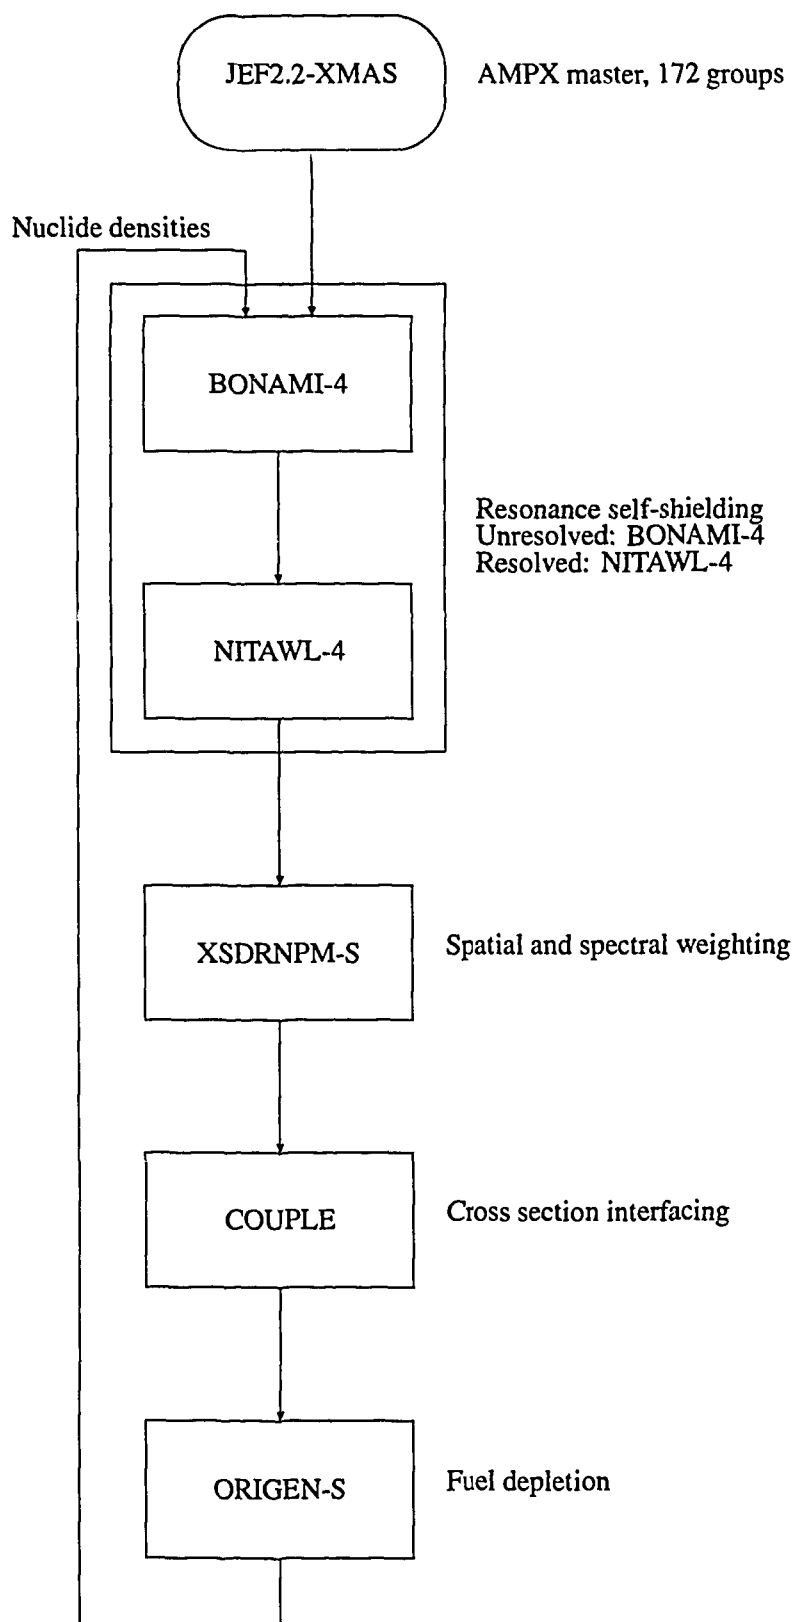 JEF2.2-XMAS
AMPX master, 172 groups
Nuclide densities
BONAMI-4
Resonance self-shielding
Unresolved: BONAMI-4
Resolved: NITAWL-4
NITAWL-4
XSDRNPM-S
Spatial and spectral weighting
COUPLE
Cross section interfacing
ORIGEN-S
Fuel depletion